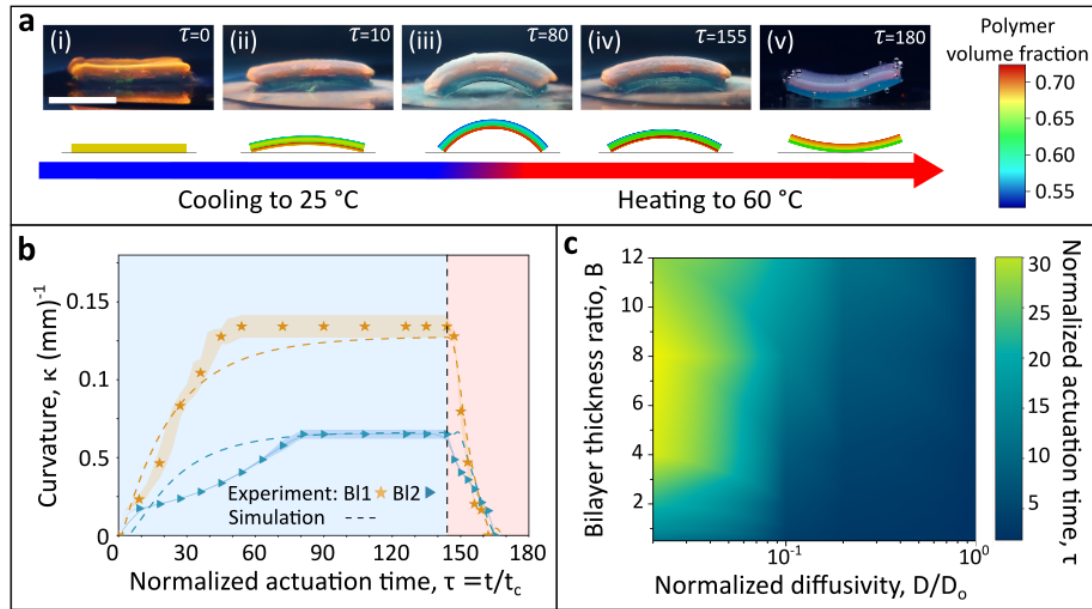 a
(i) τ=0
(ii) τ=10
(iii) τ=80
(iv) τ=155
(v) τ=180
Polymer
volume fraction
0.70
0.65
0.60
0.55
Cooling to 25 °C
Heating to 60 °C
b
Curvature, κ (mm)⁻¹
0.15
0.1
0.5
0
0
30
60
90
120
150
180
Experiment: Bl1 Bl2
Simulation
Normalized actuation time, τ =t/t_c
c
Bilayer thickness ratio, B
12
10
8
6
4
2
10⁻¹
10⁰
Normalized diffusivity, D/D_o
30
25
20
15
10
5
Normalized actuation time, τ